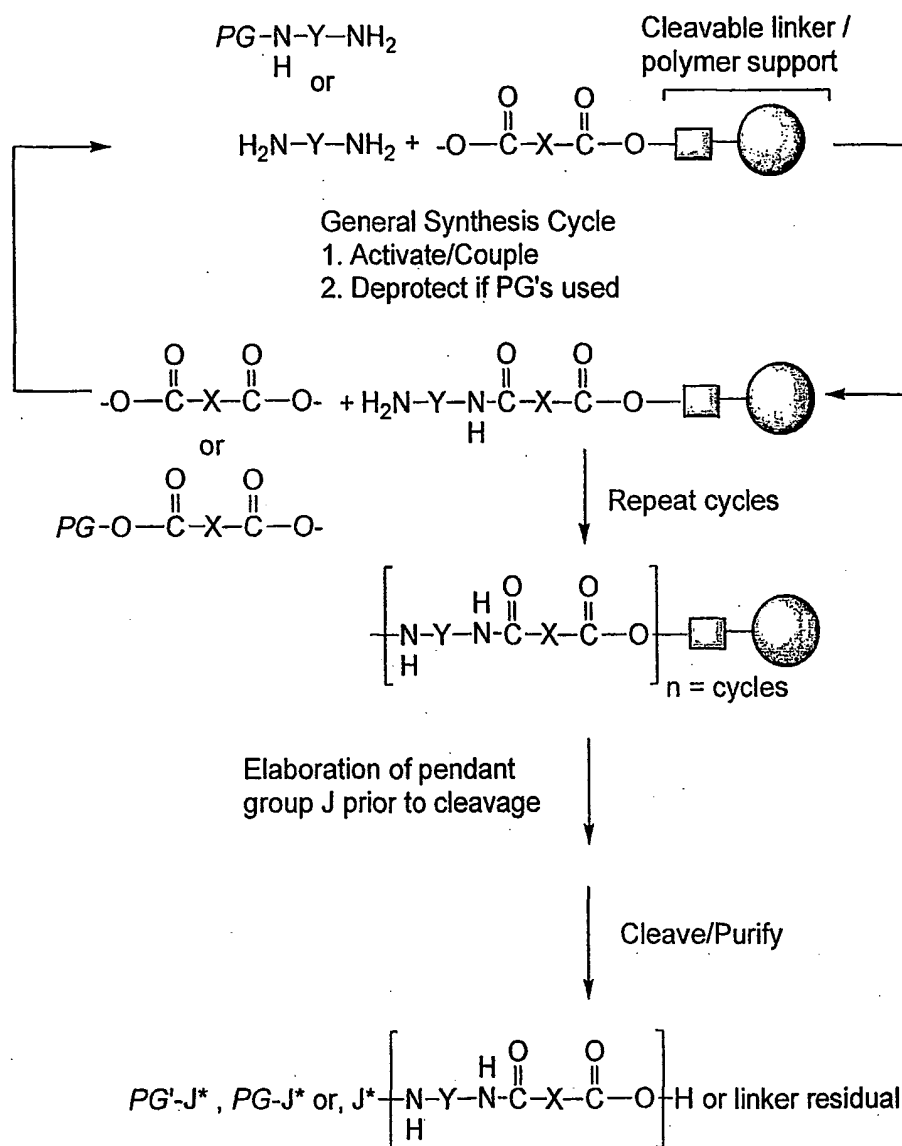 PG-N-Y-NH2
H
or
Cleavable linker /
polymer support
O O
H2N-Y-NH2 + -O-C-X-C-O
General Synthesis Cycle
1. Activate/Couple
2. Deprotect if PG's used
O O O O
-O-C-X-C-O- + H2N-Y-N-C-X-C-O
H
or
O O
PG-O-C-X-C-O-
Repeat cycles
H O O
N-Y-N-C-X-C-O
H
n = cycles
Elaboration of pendant
group J prior to cleavage
Cleave/Purify
H O O
PG'-J* , PG-J* or, J* N-Y-N-C-X-C-O H or linker residual
H